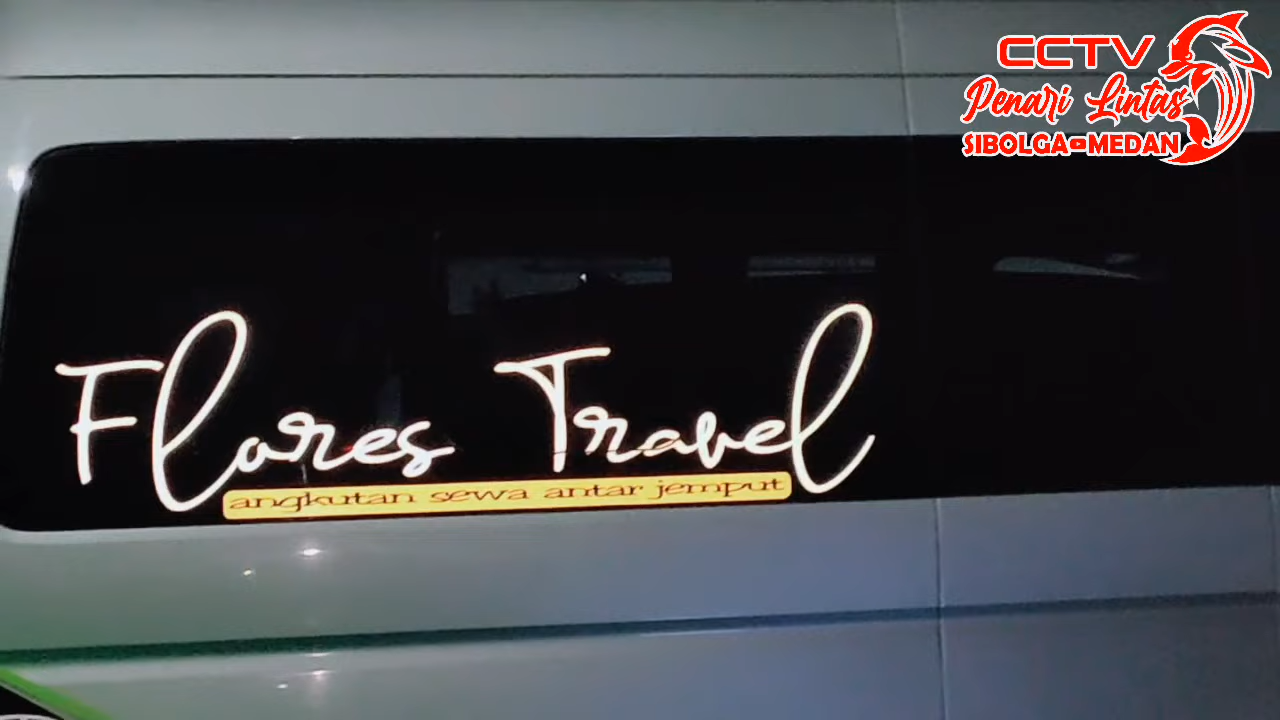 CCTV
Penari Lintas
SIBOLGA MEDAN
Flores Travel
angkutan sewa antar jemput